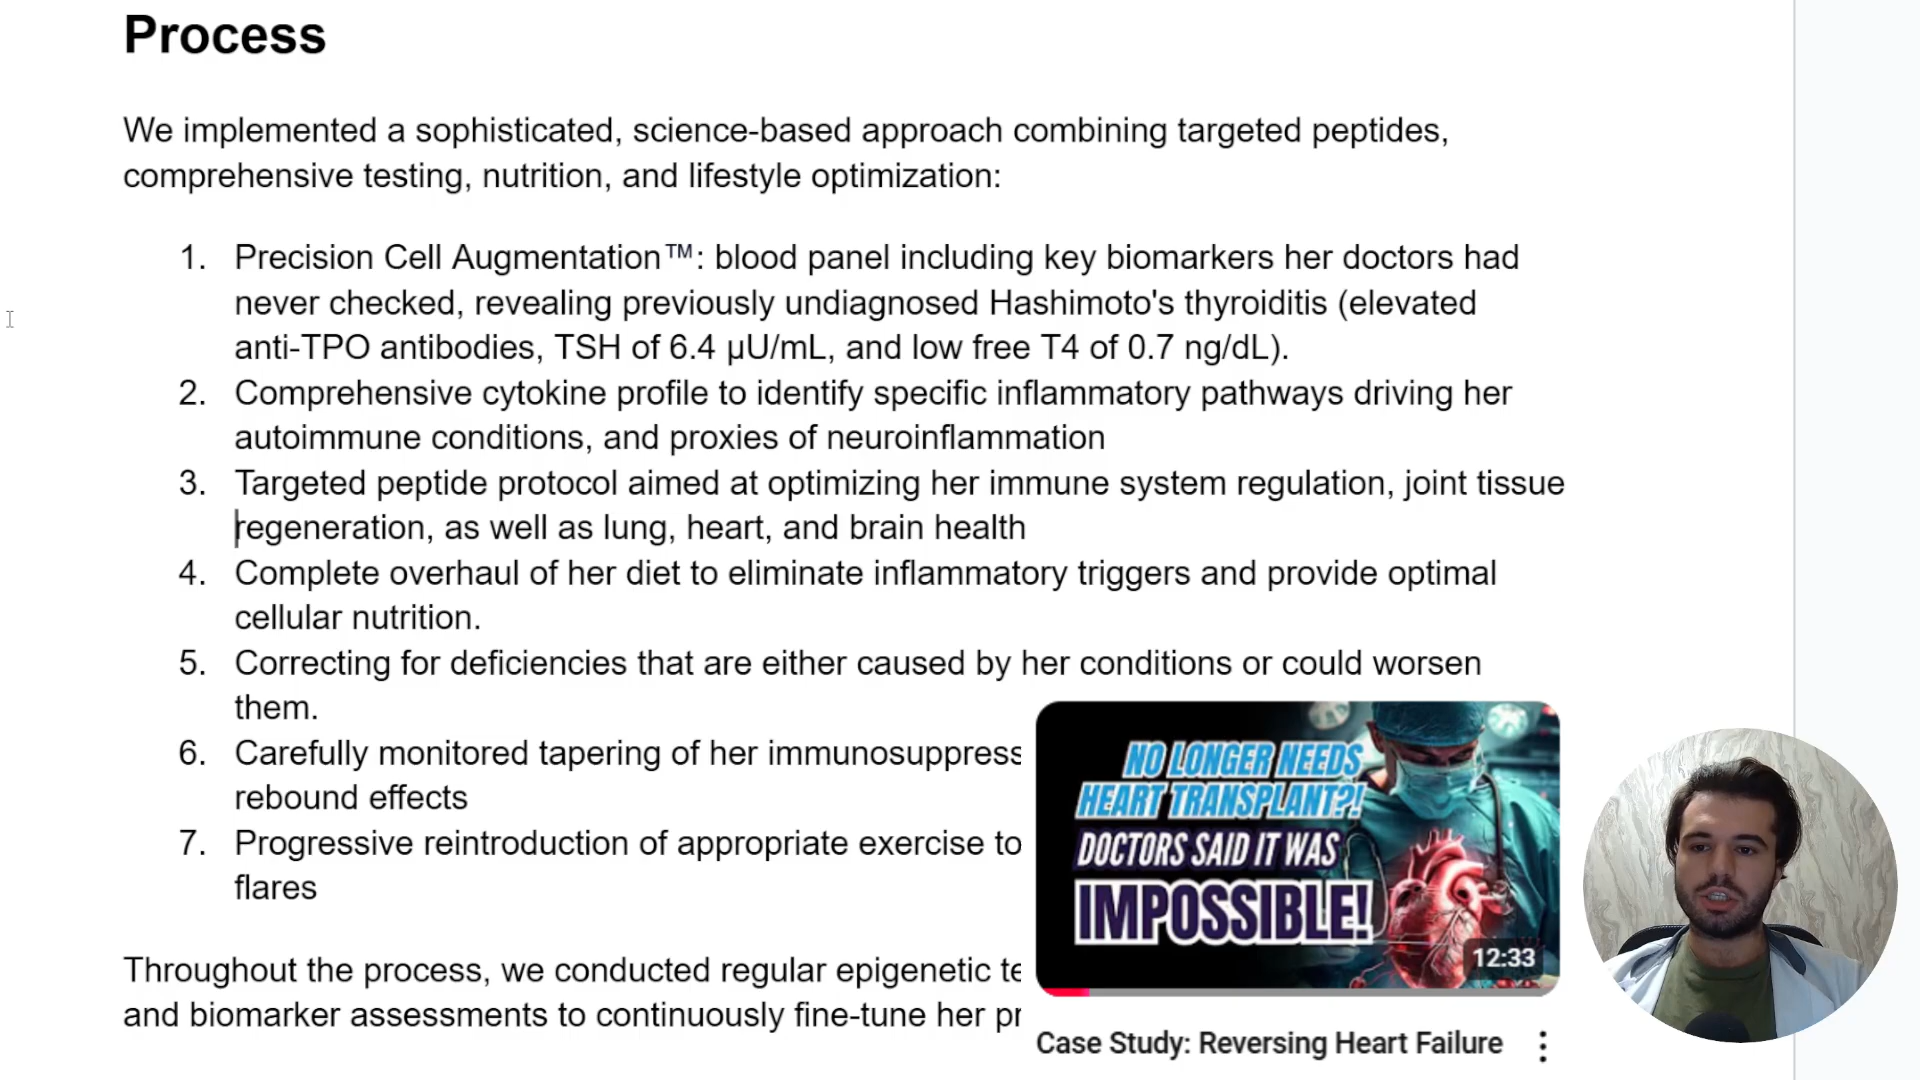 Process
We implemented a sophisticated, science-based approach combining targeted peptides,
comprehensive testing, nutrition, and lifestyle optimization:
1. Precision Cell Augmentation™: blood panel including key biomarkers her doctors had
never checked, revealing previously undiagnosed Hashimoto's thyroiditis (elevated
anti-TPO antibodies, TSH of 6.4 μU/mL, and low free T4 of 0.7 ng/dL).
2. Comprehensive cytokine profile to identify specific inflammatory pathways driving her
autoimmune conditions, and proxies of neuroinflammation
3. Targeted peptide protocol aimed at optimizing her immune system regulation, joint tissue
regeneration, as well as lung, heart, and brain health
4. Complete overhaul of her diet to eliminate inflammatory triggers and provide optimal
cellular nutrition.
5. Correcting for deficiencies that are either caused by her conditions or could worsen
them.
6. Carefully monitored tapering of her immunosuppress
rebound effects
7. Progressive reintroduction of appropriate exercise to
flares
Throughout the process, we conducted regular epigenetic te
and biomarker assessments to continuously fine-tune her pr
NO LONGER NEEDS
HEART TRANSPLANT?!
DOCTORS SAID IT WAS
IMPOSSIBLE!
12:33
Case Study: Reversing Heart Failure